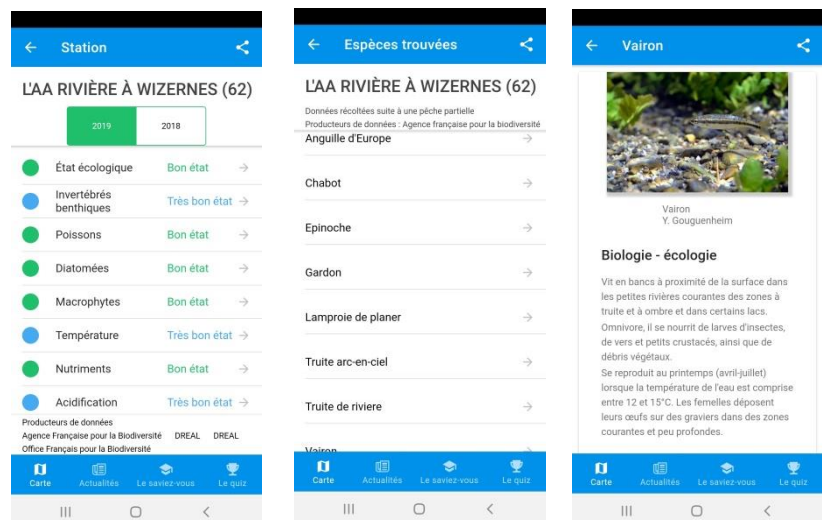 Station
L'AA RIVIÈRE À WIZERNES (62)
2019
2018
État écologique
Bon état
Invertébrés
benthiques
Très bon état
Poissons
Bon état
Diatomées
Bon état
Macrophytes
Bon état
Température
Très bon état
Nutriments
Bon état
Acidification
Très bon état
Producteurs de données
Agence Française pour la Biodiversité DREAL DREAL
Office Français pour la Biodiversité
Carte
Actualités
Le saviez-vous
Le quiz
Espèces trouvées
L'AA RIVIÈRE À WIZERNES (62)
Données récoltées suite à une pêche partielle
Producteurs de données : Agence française pour la biodiversité
Anguille d'Europe
Chabot
Epinoche
Gardon
Lamproie de planer
Truite arc-en-ciel
Truite de riviere
Vairon
Carte
Actualités
Le saviez-vous
Le quiz
Vairon
Vairon
Y. Gouguenheim
Biologie - écologie
Vit en bancs à proximité de la surface dans
les petites rivières courantes des zones à
truite et à ombre et dans certains lacs.
Omnivore, il se nourrit de larves d'insectes,
de vers et petits crustacés, ainsi que de
débris végétaux.
Se reproduit au printemps (avril-juillet)
lorsque la température de l'eau est comprise
entre 12 et 15°C. Les femelles déposent
leurs œufs sur des graviers dans des zones
courantes et peu profondes.
Carte
Actualités
Le saviez-vous
Le quiz